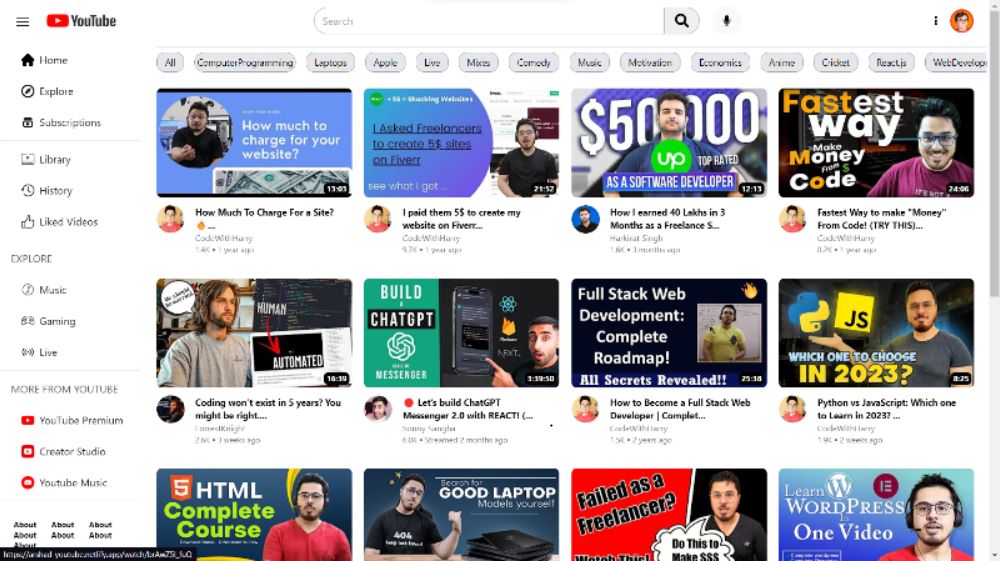 YouTube
Search
Home
Explore
Subscriptions
Library
History
Liked Videos
EXPLORE
Music
Gaming
Live
MORE FROM YOUTUBE
YouTube Premium
Creator Studio
Youtube Music
About About About
About About About
About
All ComputerProgramming Laptops Apple Live Mixes Comedy Music Motivation Economics Anime Cricket React.js WebDevelop
How much to
charge for your
website?
13:03
How Much To Charge For a Site?
🔥 ...
CodeWithHarry
1.4K • 1 year ago
+ 5$ = Shocking Websites
I Asked Freelancers
to create 5$ sites
on Fiverr
see what I got ...
21:52
I paid them 5$ to create my
website on Fiverr...
CodeWithHarry
9.7K • 1 year ago
$50,000
up
TOP RATED
AS A SOFTWARE DEVELOPER
12:13
How I earned 40 Lakhs in 3
Months as a Freelance S...
Harkirat Singh
1.6K • 3 months ago
Fastest
way
Make
Money
From $
Code
IT'S NOT A
24:06
Fastest Way to make "Money"
From Code! (TRY THIS)...
CodeWithHarry
8.2K • 1 year ago
HUMAN
AUTOMATED
16:39
Coding won't exist in 5 years? You
might be right....
ForrestKnight
2.6K • 3 weeks ago
BUILD
CHATGPT
MESSENGER
NEXT
3:39:50
🔴 Let's build ChatGPT
Messenger 2.0 with REACT! (...
Sonny Sangha
6.0K • Streamed 2 months ago
Full Stack Web
Development:
Complete
Roadmap!
All Secrets Revealed!!
25:38
How to Become a Full Stack Web
Developer | Complet...
CodeWithHarry
1.5K • 2 years ago
JS
WHICH ONE TO CHOOSE
IN 2023?
8:25
Python vs JavaScript: Which one
to Learn in 2023? ...
CodeWithHarry
1.9K • 2 weeks ago
5 HTML
Complete
Course
Search for
GOOD LAPTOP
Models yourself
404
Failed as a
Freelancer?
Watch This!
Do This to
Make $$$
Learn
WORDPRESS
In
One Video